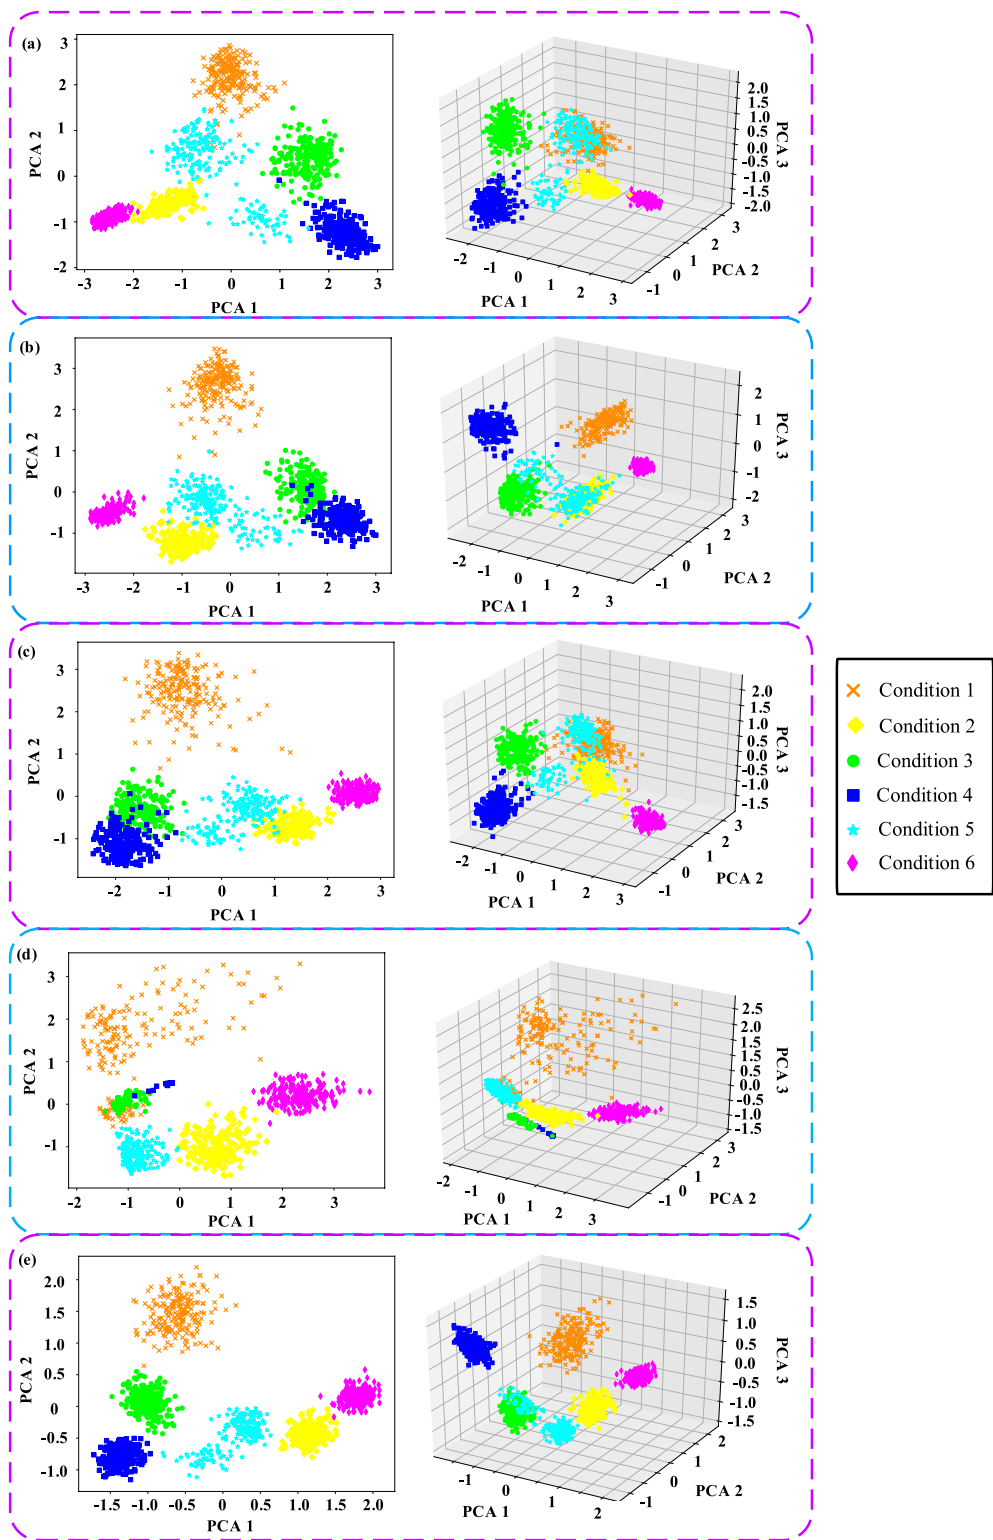 (a)
3
2
1
0
-1
-2
PCA 2
-3 -2 -1 0 1 2 3
PCA 1
2.0
1.5
1.0
0.5
0.0
-0.5
-1.0
-1.5
-2.0
PCA 3
-2 -1 0 1 2 3
PCA 1
-1 0 1 2 3
PCA 2
(b)
3
2
1
0
-1
PCA 2
-3 -2 -1 0 1 2 3
PCA 1
2
1
0
-1
-2
PCA 3
-2 -1 0 1 2 3
PCA 1
-1 0 1 2 3
PCA 2
(c)
3
2
1
0
-1
PCA 2
-2 -1 0 1 2 3
PCA 1
2.0
1.5
1.0
0.5
0.0
-0.5
-1.0
-1.5
PCA 3
-2 -1 0 1 2 3
PCA 1
-1 0 1 2 3
PCA 2
Condition 1
Condition 2
Condition 3
Condition 4
Condition 5
Condition 6
(d)
3
2
1
0
-1
PCA 2
-2 -1 0 1 2 3
PCA 1
2.5
2.0
1.5
1.0
0.5
0.0
-0.5
-1.0
-1.5
PCA 3
-2 -1 0 1 2 3
PCA 1
-1 0 1 2 3
PCA 2
(e)
2.0
1.5
1.0
0.5
0
-0.5
-1.0
PCA 2
-1.5 -1.0 -0.5 0 0.5 1.0 1.5 2.0
PCA 1
1.5
1.0
0.5
0.0
-0.5
-1.0
-1.5
PCA 3
-1 -1 0 1 2
PCA 1
-1 0 1 2
PCA 2